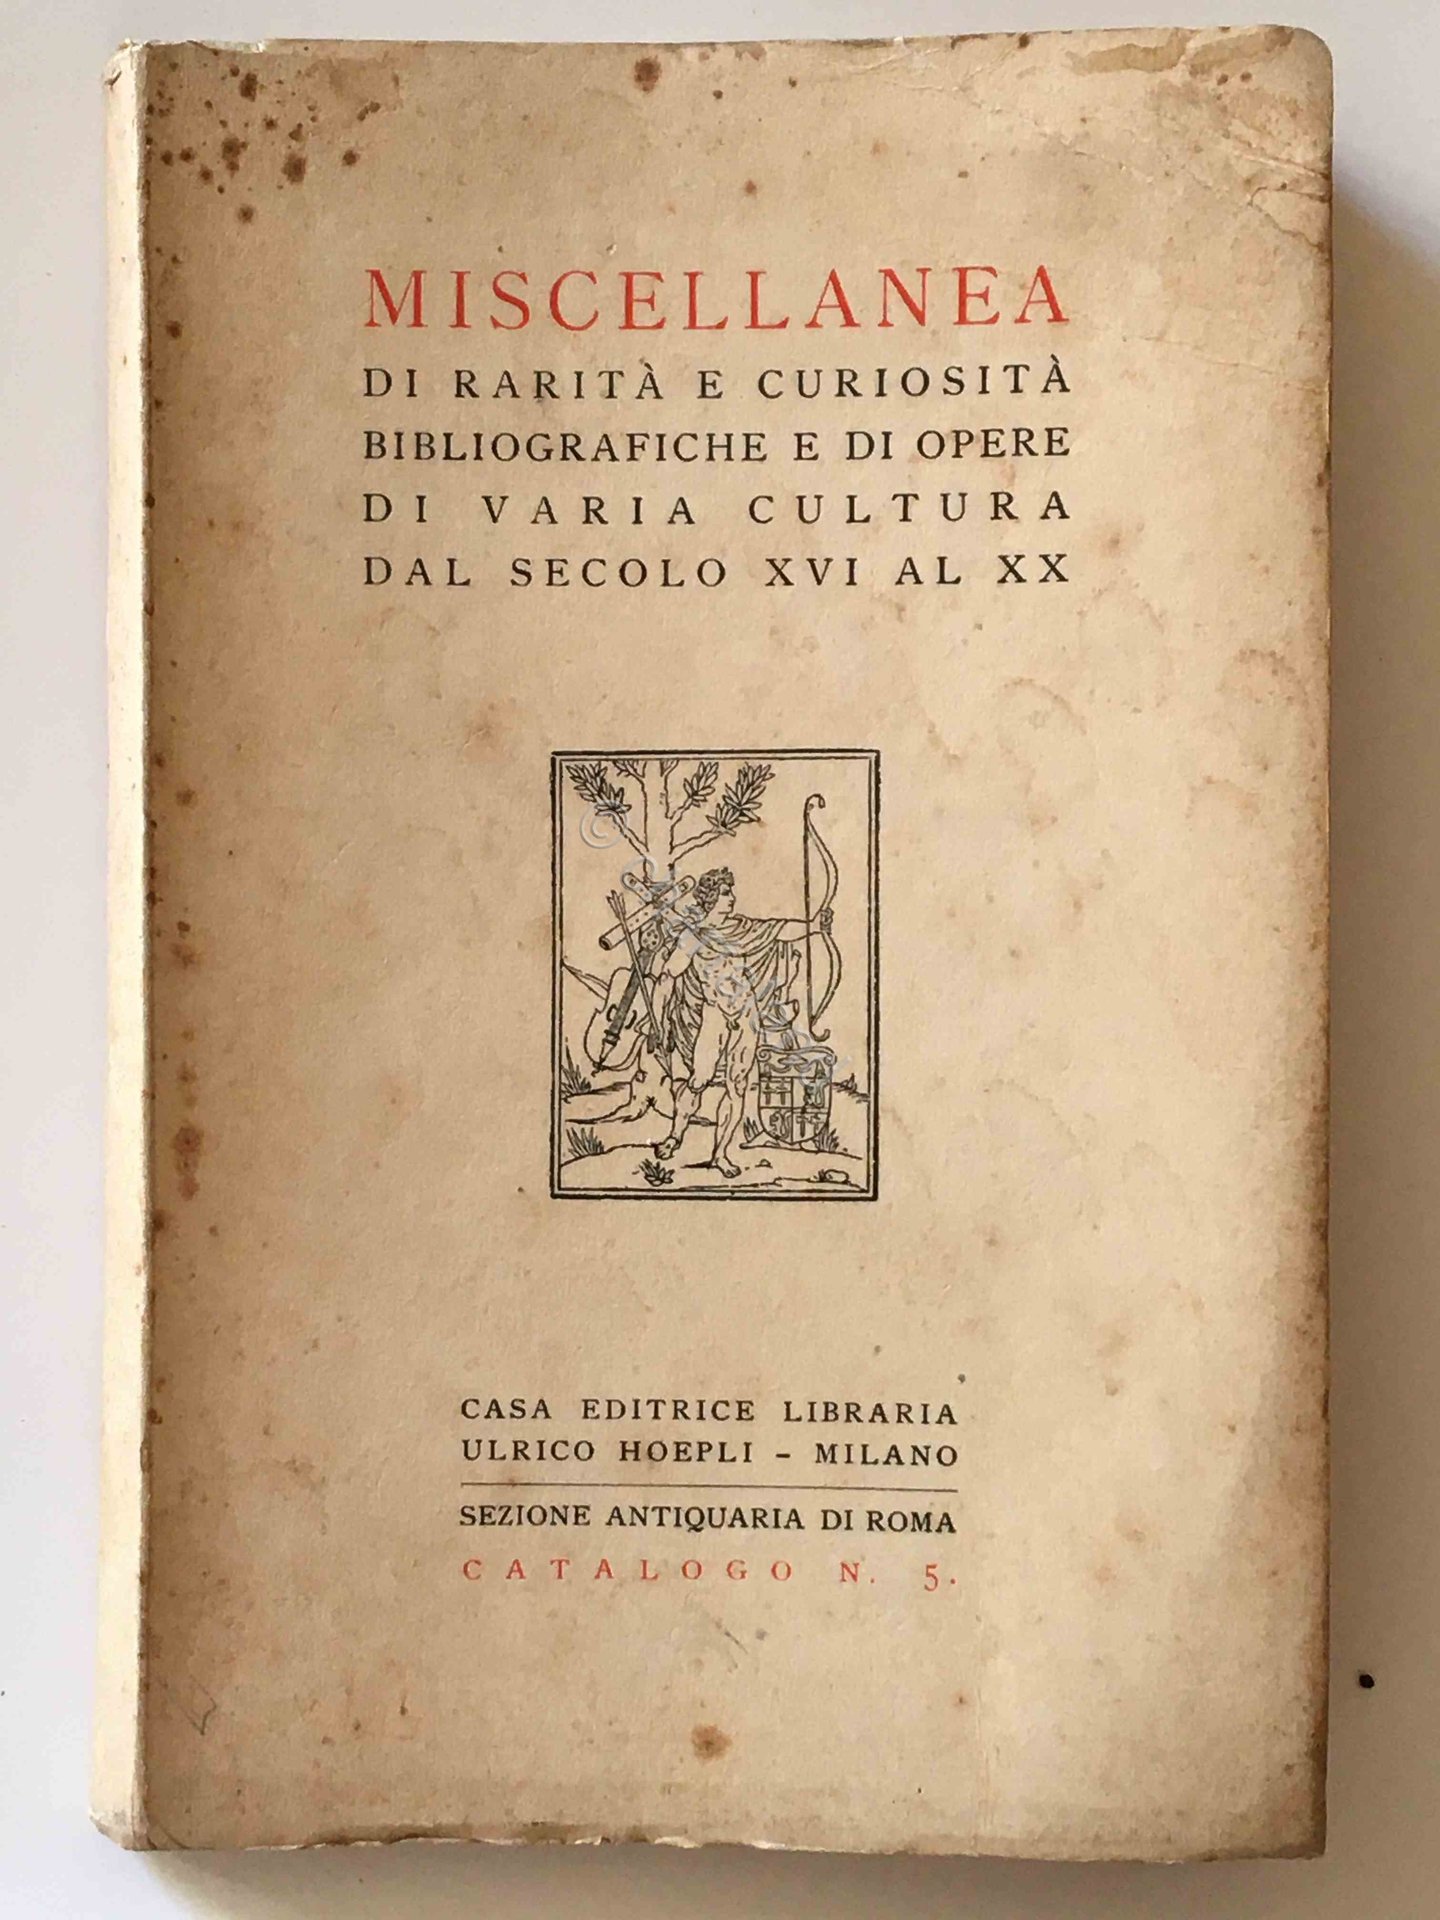 MISCELLANEA
DI RARITÀ E CURIOSITÀ
BIBLIOGRAFICHE E DI OPERE
DI VARIA CULTURA
DAL SECOLO XVI AL XX
CASA EDITRICE LIBRARIA
ULRICO HOEPLI - MILANO
SEZIONE ANTIQUARIA DI ROMA
CATALOGO N. 5.